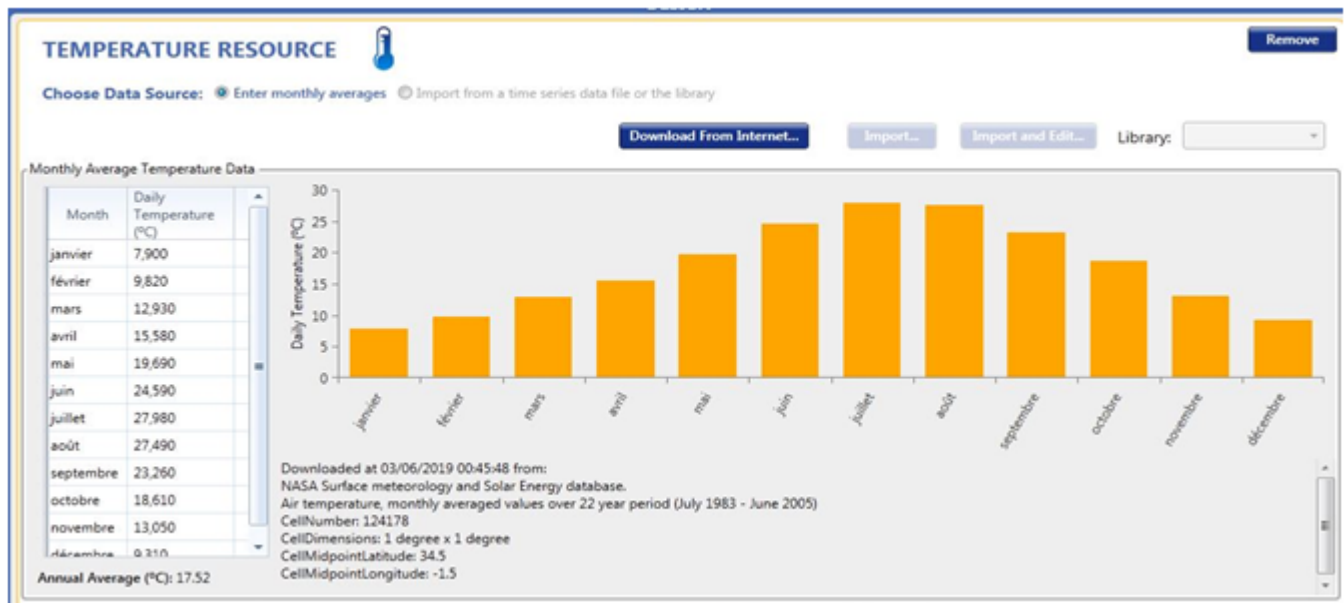 TEMPERATURE RESOURCE
Remove
Choose Data Source: Enter monthly averages Import from a time series data file or the library
Download From Internet... Import... Import and Edit... Library:
Monthly Average Temperature Data
Month Daily Temperature (ºC)
janvier 7,900
février 9,820
mars 12,930
avril 15,580
mai 19,690
juin 24,590
juillet 27,980
août 27,490
septembre 23,260
octobre 18,610
novembre 13,050
décembre 9,310
Annual Average (ºC): 17.52
Daily Temperature (ºC)
30
25
20
15
10
5
0
janvier février mars avril mai juin juillet août septembre octobre novembre décembre
Downloaded at 03/06/2019 00:45:48 from:
NASA Surface meteorology and Solar Energy database.
Air temperature, monthly averaged values over 22 year period (July 1983 - June 2005)
CellNumber: 124178
CellDimensions: 1 degree x 1 degree
CellMidpointLatitude: 34.5
CellMidpointLongitude: -1.5